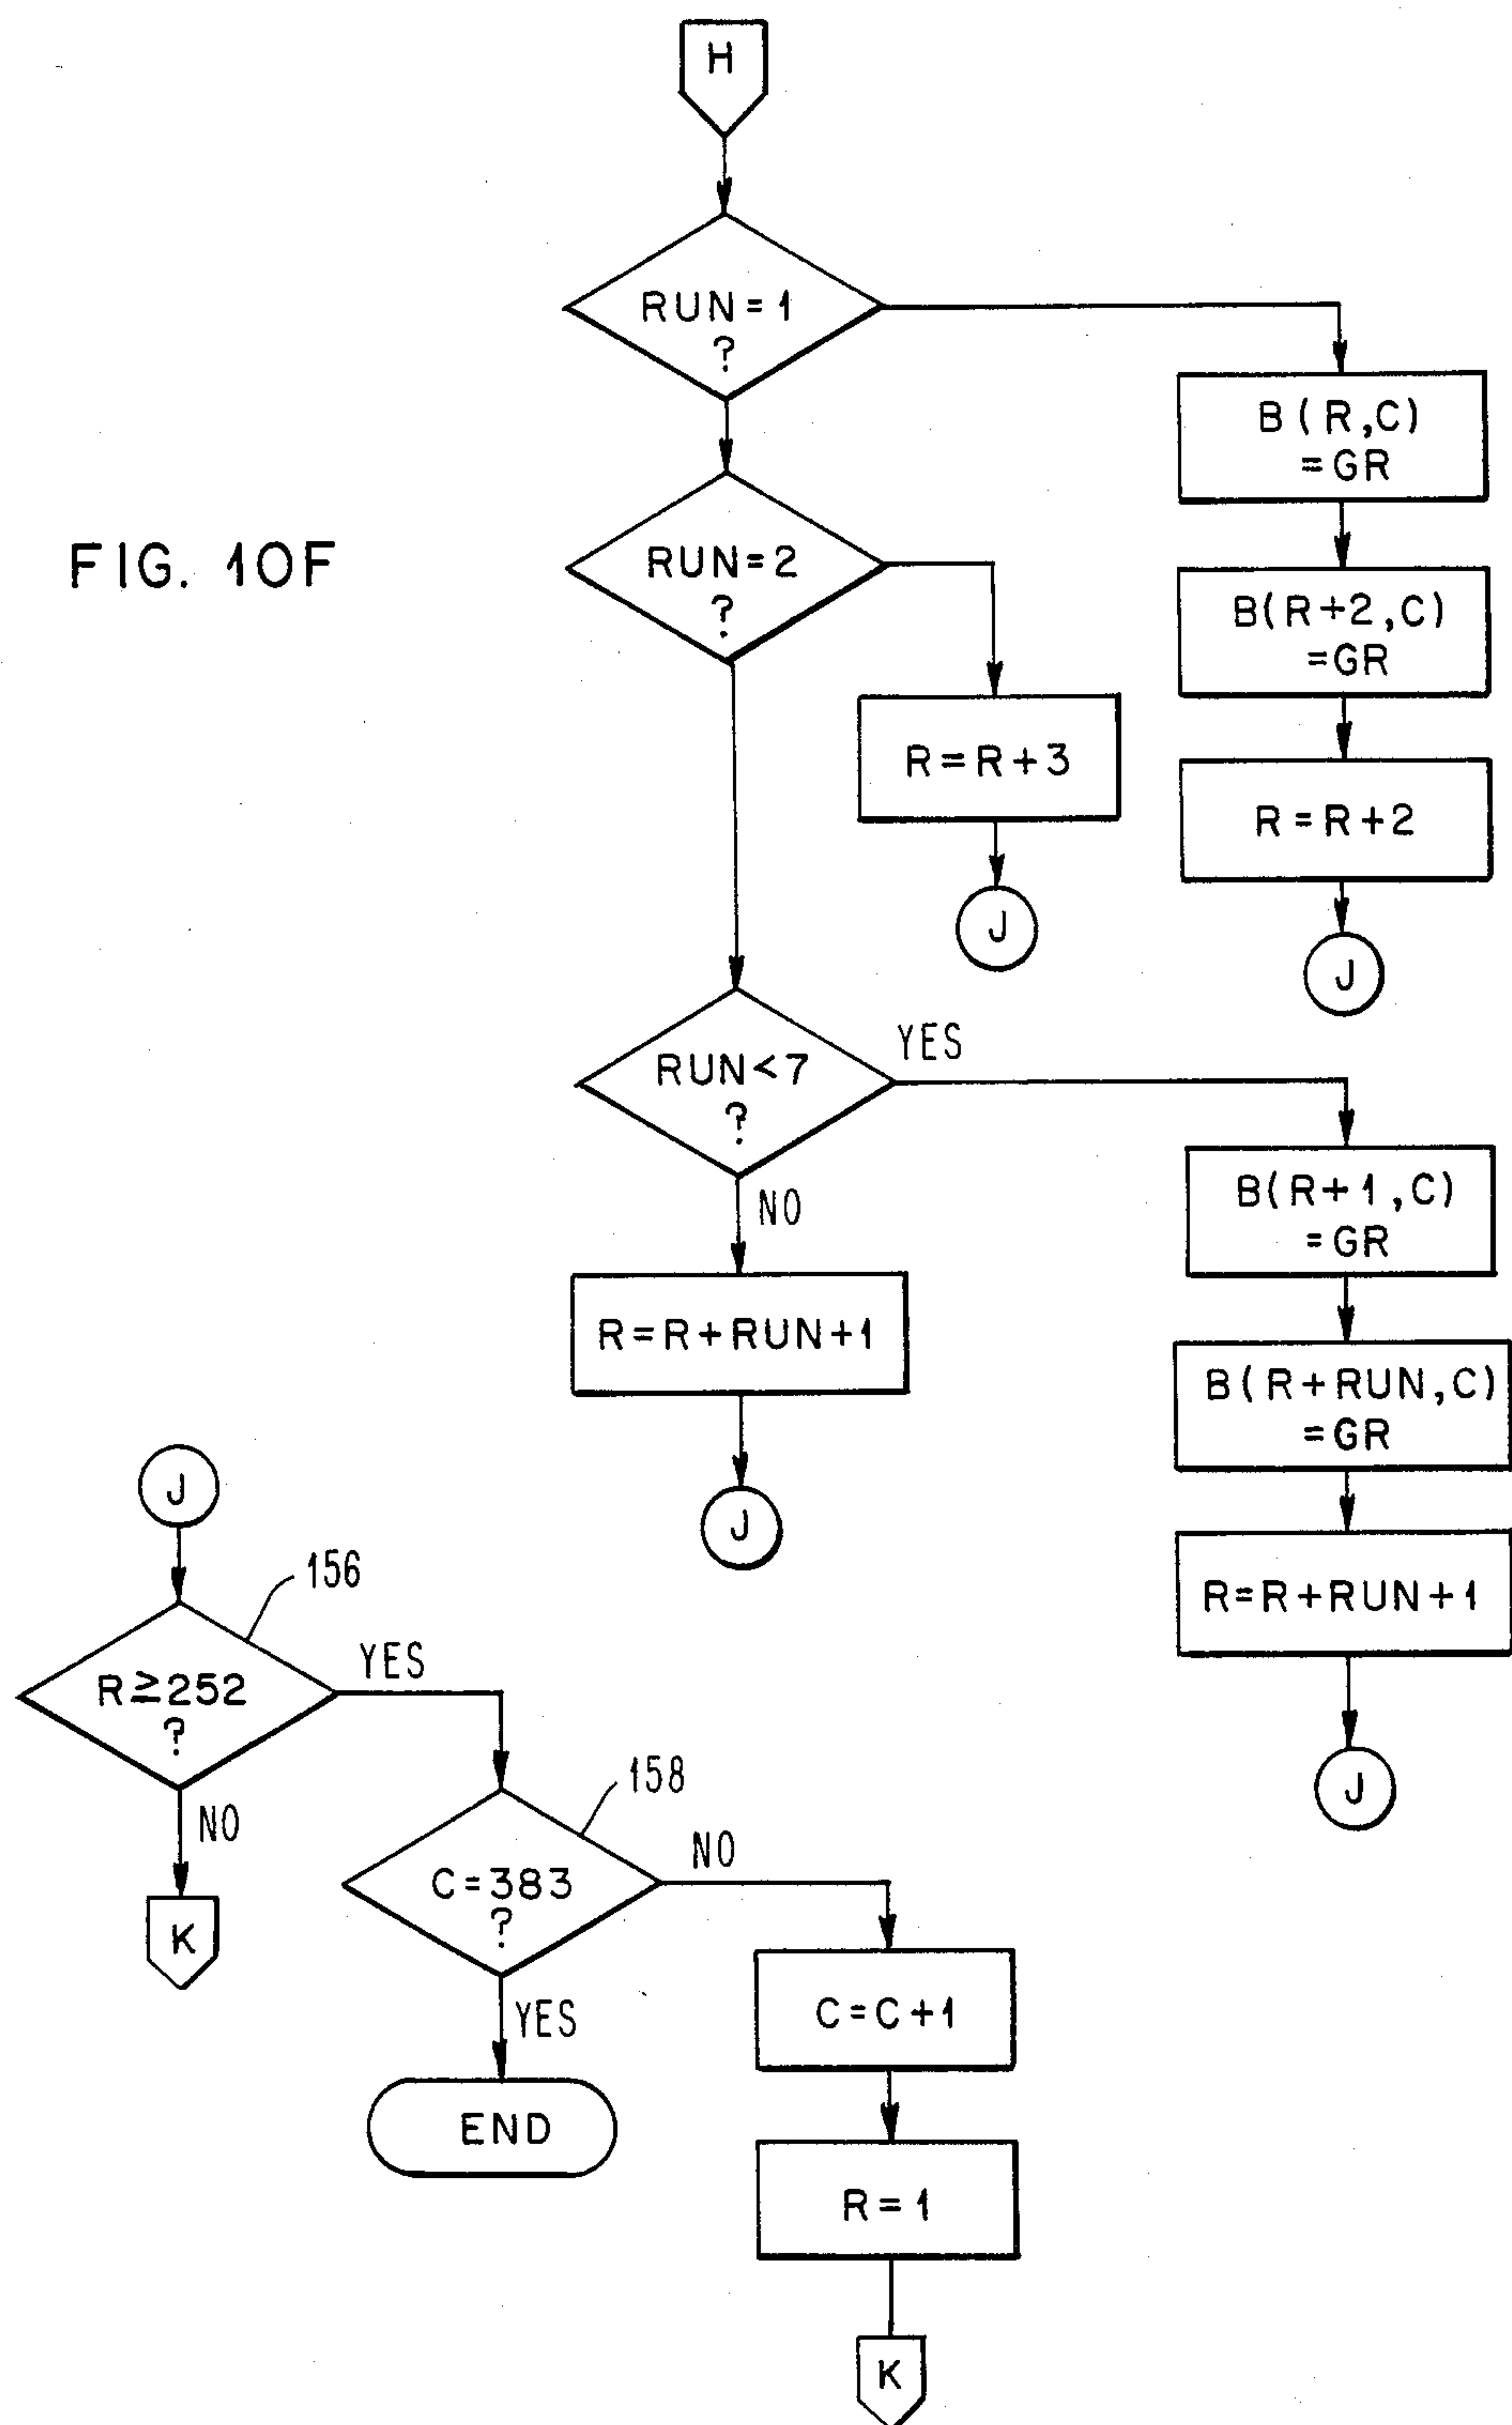 H
RUN=1
?
B(R,C)
=GR
FIG. 10F
RUN=2
?
B(R+2,C)
=GR
R=R+3
R=R+2
J
J
RUN<7
?
YES
NO
B(R+1,C)
=GR
R=R+RUN+1
B(R+RUN,C)
=GR
J
J
R=R+RUN+1
J
156
R≧252
?
YES
NO
K
158
C=383
?
NO
YES
C=C+1
END
R=1
K